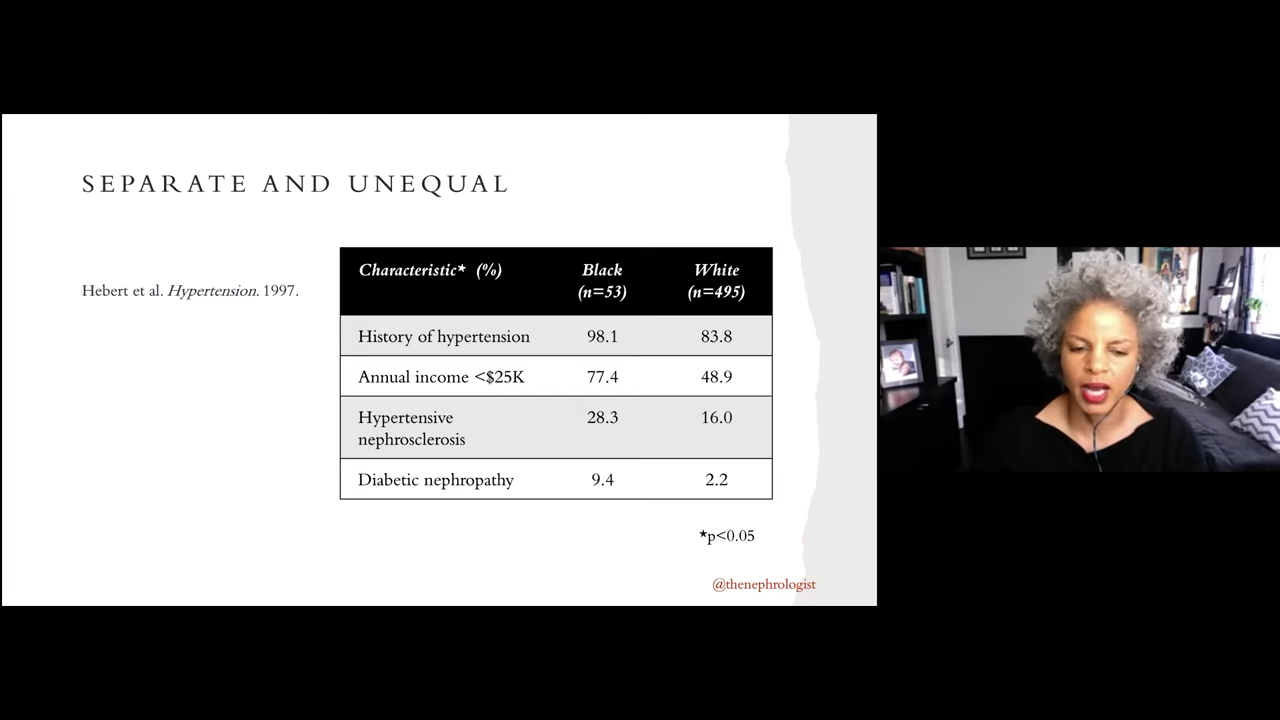 SEPARATE AND UNEQUAL
Hebert et al. Hypertension. 1997.
Characteristic* (%) Black White
(n=53) (n=495)
History of hypertension 98.1 83.8
Annual income <$25K 77.4 48.9
Hypertensive 28.3 16.0
nephrosclerosis
Diabetic nephropathy 9.4 2.2
*p<0.05
@thenephrologist